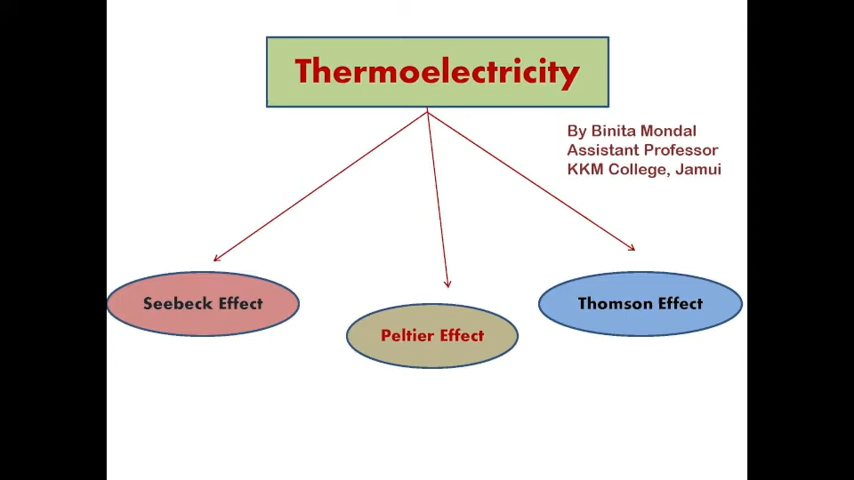 Thermoelectricity
By Binita Mondal
Assistant Professor
KKM College, Jamui
Seebeck Effect
Peltier Effect
Thomson Effect